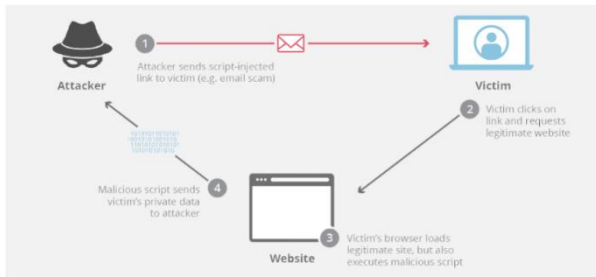 1
Attacker sends script-injected
link to victim (e.g. email scam)
Attacker
Victim
2
Victim clicks on
link and requests
legitimate website
4
Malicious script sends
victim's private data
to attacker
3
Victim's browser loads
legitimate site, but also
executes malicious script
Website